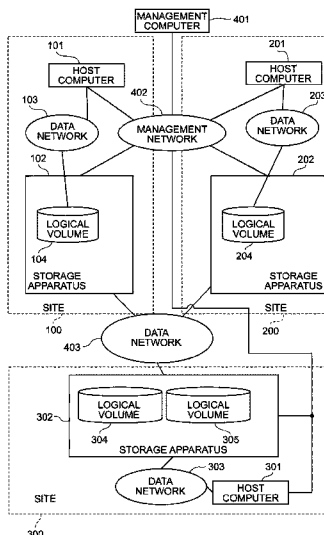 MANAGEMENT
COMPUTER
401
101
HOST
COMPUTER
201
HOST
COMPUTER
103
402
203
DATA
NETWORK
MANAGEMENT
NETWORK
DATA
NETWORK
102
202
LOGICAL
VOLUME
104
STORAGE
APPARATUS
LOGICAL
VOLUME
204
STORAGE
APPARATUS
SITE
100
SITE
200
DATA
NETWORK
403
302
LOGICAL
VOLUME
304
LOGICAL
VOLUME
305
STORAGE APPARATUS
303
301
DATA
NETWORK
HOST
COMPUTER
SITE
300